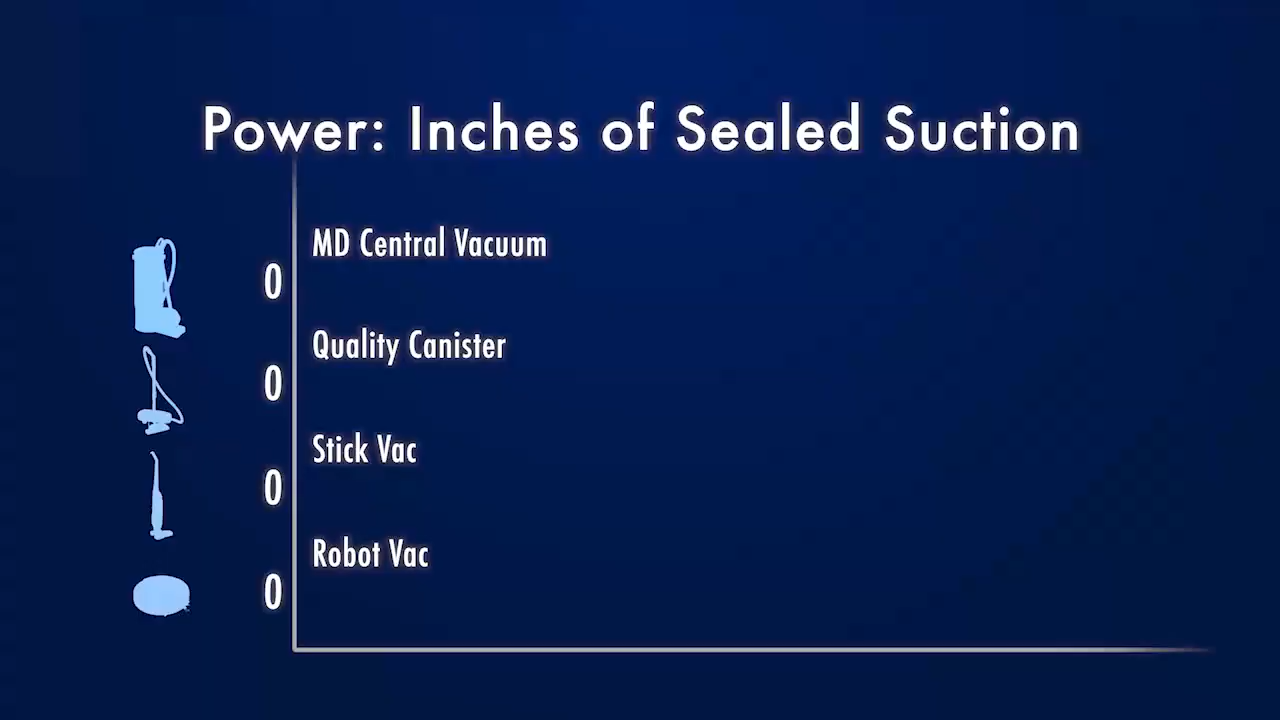 Power: Inches of Sealed Suction
MD Central Vacuum
0
Quality Canister
0
Stick Vac
0
Robot Vac
0